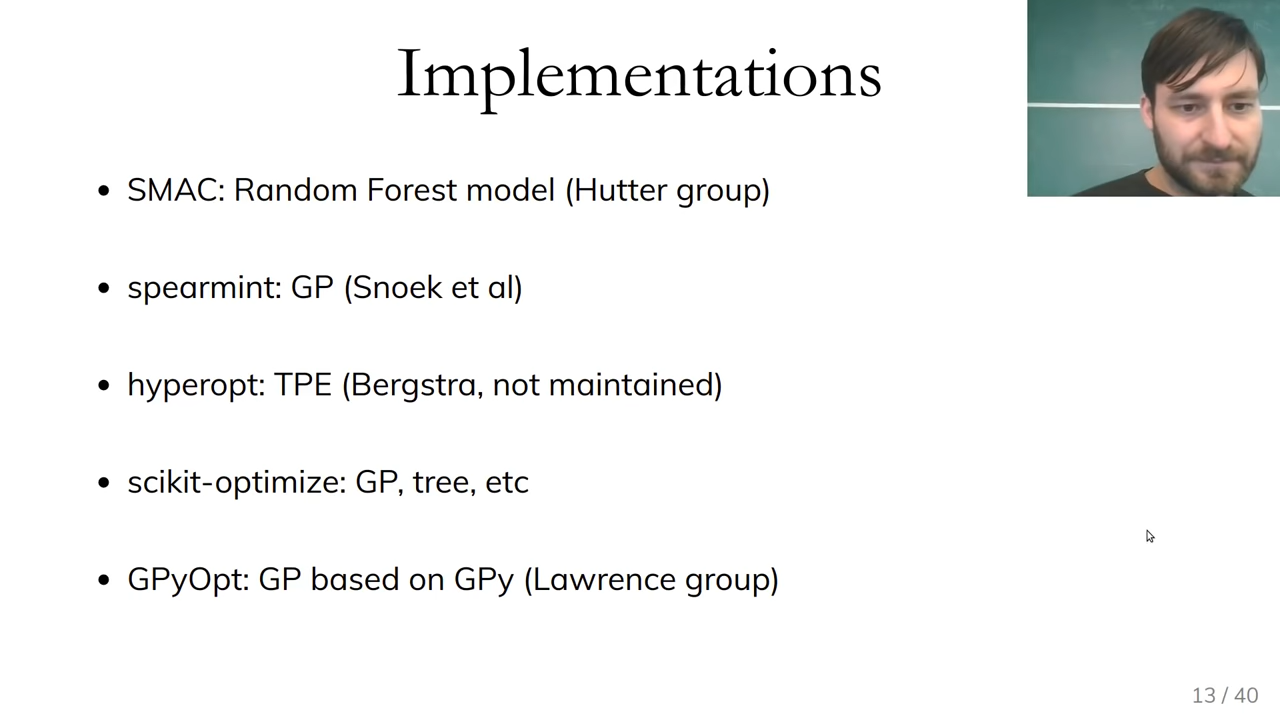 Implementations
• SMAC: Random Forest model (Hutter group)
• spearmint: GP (Snoek et al)
• hyperopt: TPE (Bergstra, not maintained)
• scikit-optimize: GP, tree, etc
• GPyOpt: GP based on GPy (Lawrence group)
13 / 40